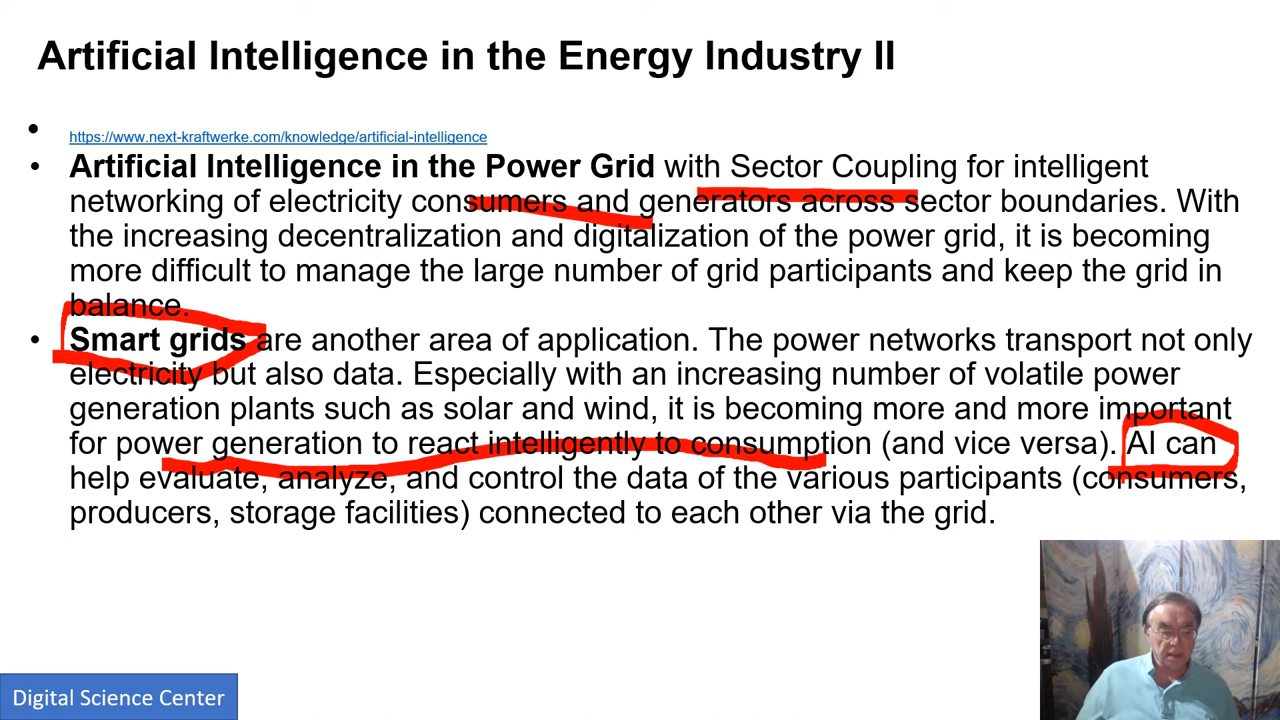 Artificial Intelligence in the Energy Industry II
• https://www.next-kraftwerke.com/knowledge/artificial-intelligence
• Artificial Intelligence in the Power Grid with Sector Coupling for intelligent
networking of electricity consumers and generators across sector boundaries. With
the increasing decentralization and digitalization of the power grid, it is becoming
more difficult to manage the large number of grid participants and keep the grid in
balance.
• Smart grids are another area of application. The power networks transport not only
electricity but also data. Especially with an increasing number of volatile power
generation plants such as solar and wind, it is becoming more and more important
for power generation to react intelligently to consumption (and vice versa). AI can
help evaluate, analyze, and control the data of the various participants (consumers,
producers, storage facilities) connected to each other via the grid.
Digital Science Center